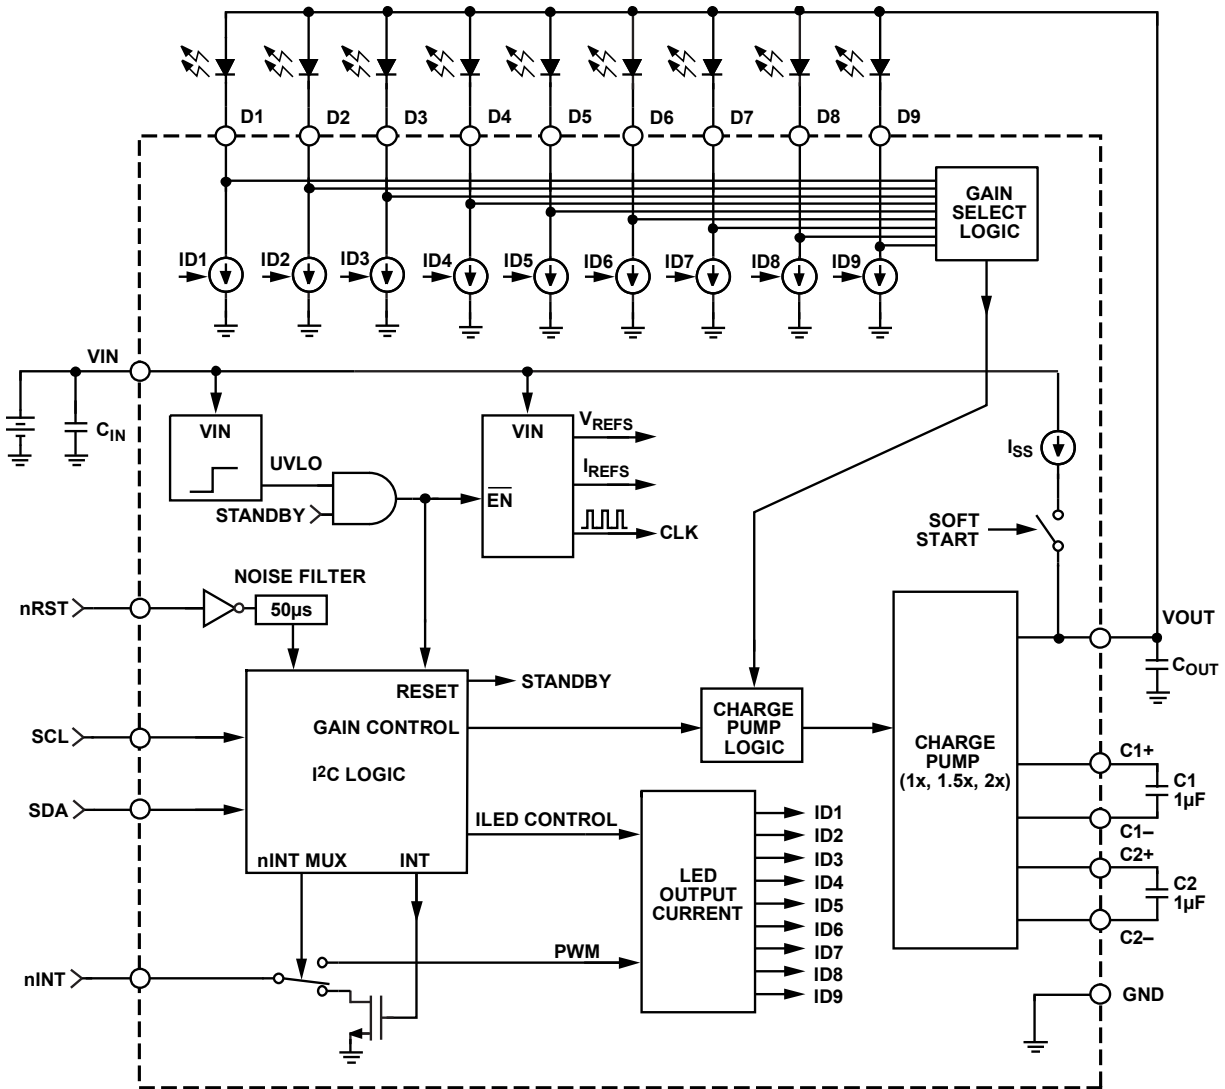 D1 D2 D3 D4 D5 D6 D7 D8 D9
GAIN
SELECT
LOGIC
ID1 ID2 ID3 ID4 ID5 ID6 ID7 ID8 ID9
VIN
CIN
VIN
UVLO
STANDBY
VIN
EN
VREFS
IREFS
CLK
ISS
SOFT
START
NOISE FILTER
nRST
50µs
VOUT
COUT
RESET
STANDBY
GAIN CONTROL
I²C LOGIC
SCL
SDA
ILED CONTROL
nINT MUX
INT
CHARGE
PUMP
LOGIC
CHARGE
PUMP
(1x, 1.5x, 2x)
C1+
C1
1µF
C1–
C2+
C2
1µF
C2–
LED
OUTPUT
CURRENT
ID1
ID2
ID3
ID4
ID5
ID6
ID7
ID8
ID9
PWM
nINT
GND